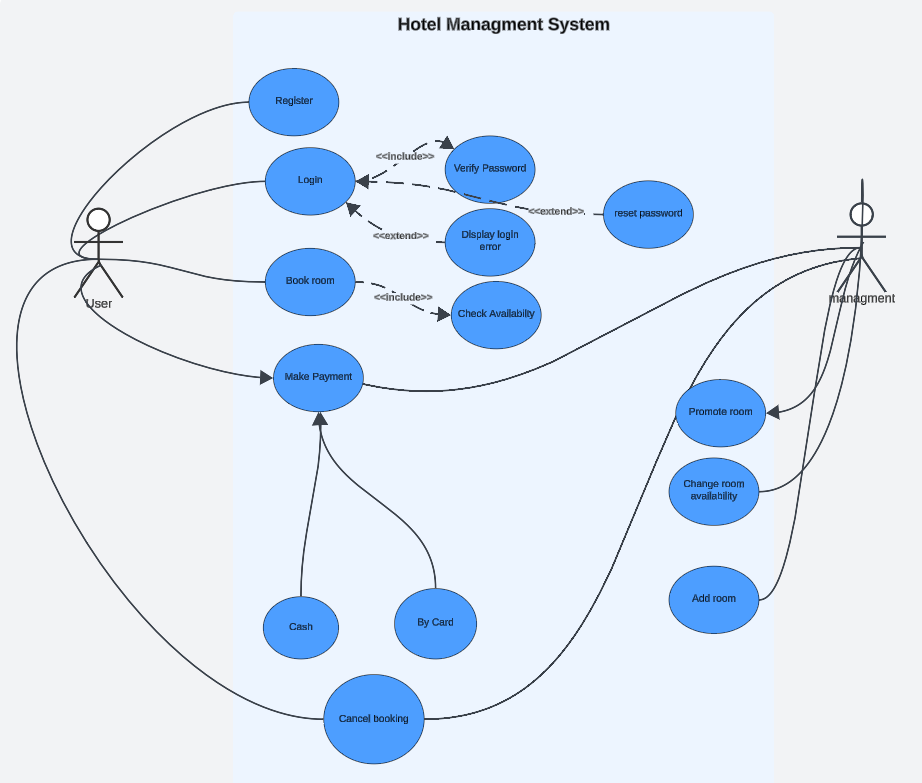 Hotel Managment System
Register
Login
<<include>>
Verify Password
<<extend>>
reset password
<<extend>>
Display login
error
User
managment
Book room
<<include>>
Check Availabilty
Make Payment
Promote room
Change room
availability
Add room
Cash
By Card
Cancel booking